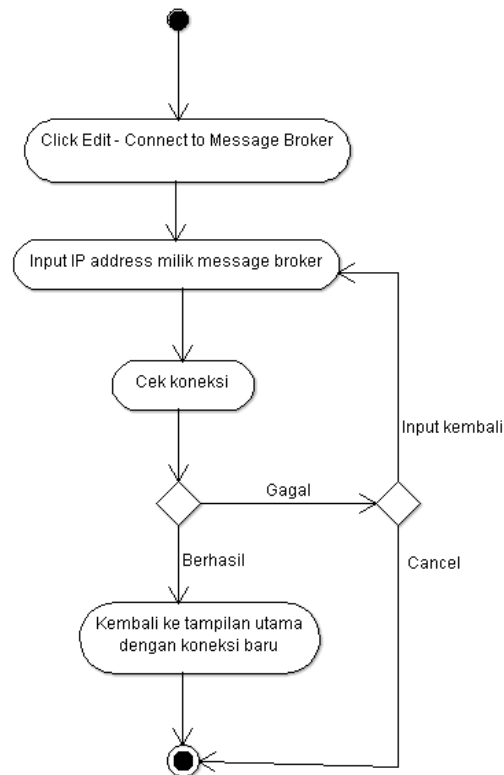 Click Edit - Connect to Message Broker
Input IP address milik message broker
Cek koneksi
Input kembali
Gagal
Berhasil
Cancel
Kembali ke tampilan utama
dengan koneksi baru